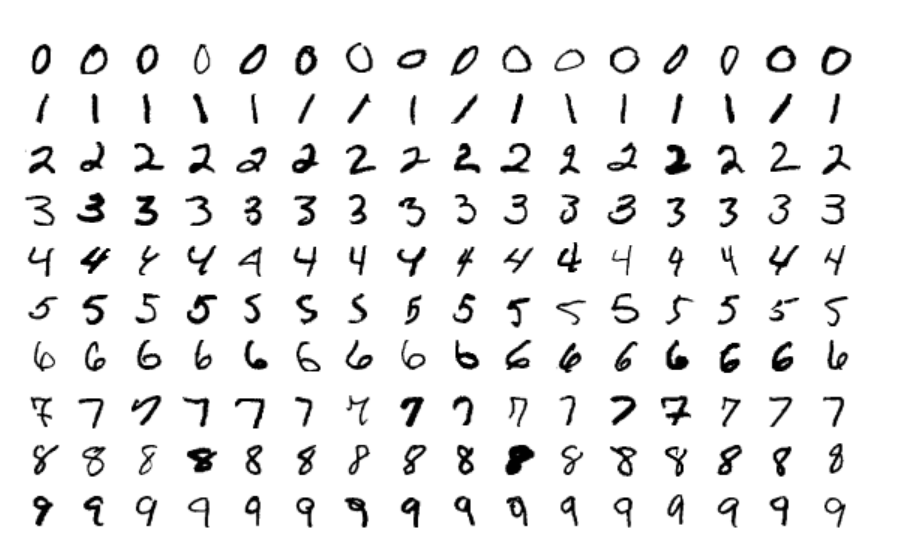 0 0 0 0 0 0 0 0 0 0 0 0 0 0 0 0
1 1 1 1 1 1 1 1 1 1 1 1 1 1 1 1
2 2 2 2 2 2 2 2 2 2 2 2 2 2 2 2
3 3 3 3 3 3 3 3 3 3 3 3 3 3 3 3
4 4 4 4 4 4 4 4 4 4 4 4 4 4 4 4
5 5 5 5 5 5 5 5 5 5 5 5 5 5 5 5
6 6 6 6 6 6 6 6 6 6 6 6 6 6 6 6
7 7 7 7 7 7 7 7 7 7 7 7 7 7 7 7
8 8 8 8 8 8 8 8 8 8 8 8 8 8 8 8
9 9 9 9 9 9 9 9 9 9 9 9 9 9 9 9